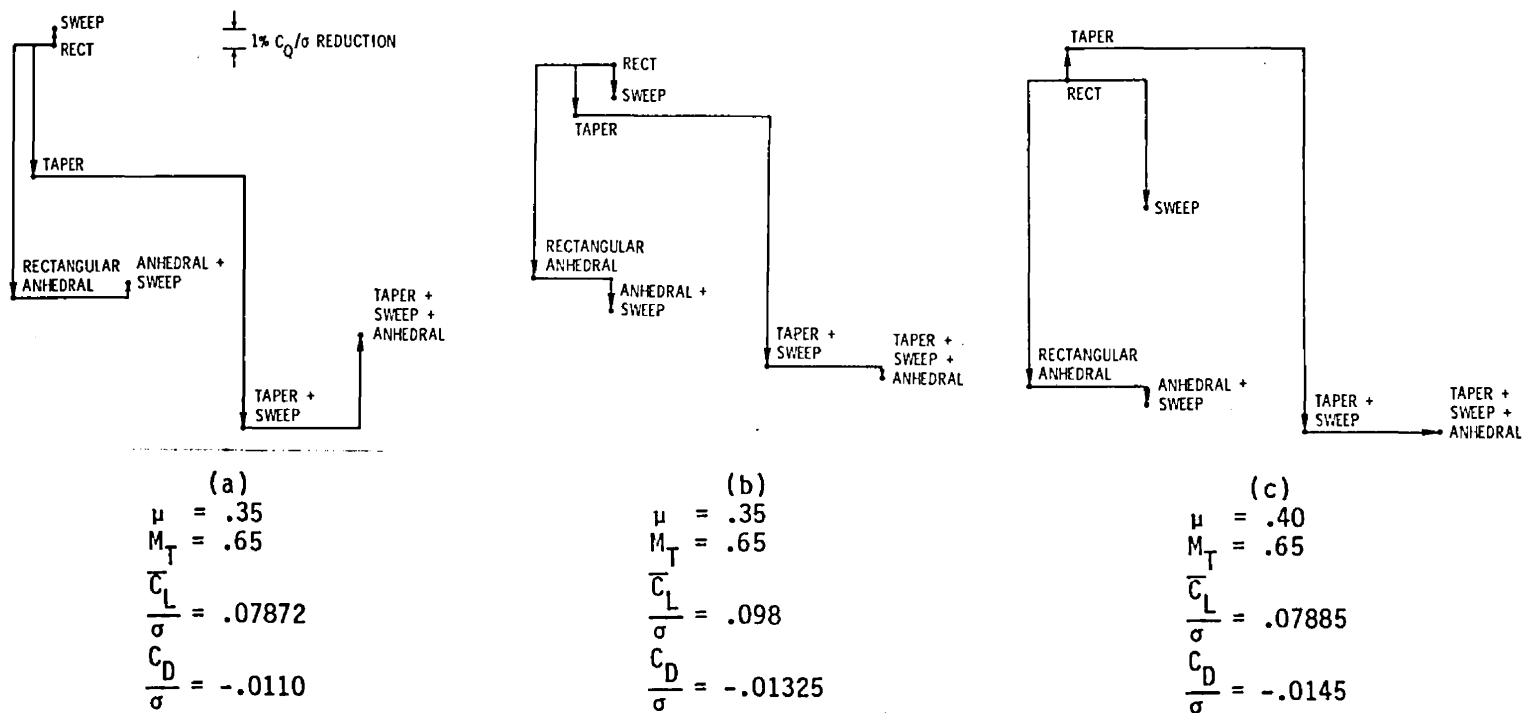 SWEEP
RECT
1% C_Q/σ REDUCTION
TAPER
RECTANGULAR
ANHEDRAL
ANHEDRAL +
SWEEP
TAPER +
SWEEP +
ANHEDRAL
TAPER +
SWEEP
(a)
μ = .35
M_T = .65
C̅_L/σ = .07872
C_D/σ = -.0110
RECT
SWEEP
TAPER
RECTANGULAR
ANHEDRAL
ANHEDRAL +
SWEEP
TAPER +
SWEEP
TAPER +
SWEEP +
ANHEDRAL
(b)
μ = .35
M_T = .65
C̅_L/σ = .098
C_D/σ = -.01325
TAPER
RECT
SWEEP
RECTANGULAR
ANHEDRAL
ANHEDRAL +
SWEEP
TAPER +
SWEEP
TAPER +
SWEEP +
ANHEDRAL
(c)
μ = .40
M_T = .65
C̅_L/σ = .07885
C_D/σ = -.0145